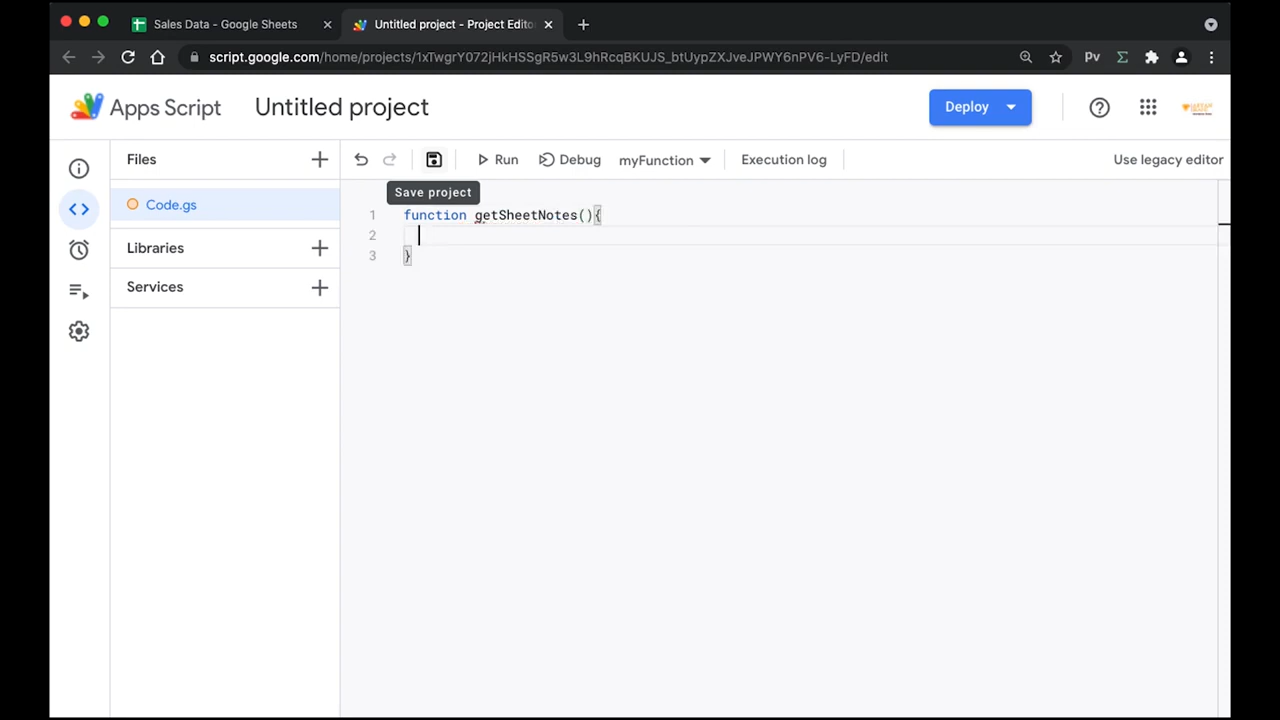 Sales Data - Google Sheets
Untitled project - Project Edito
script.google.com/home/projects/1xTwgrY072jHkHSSgR5w3L9hRcqBKUJS_btUypZXJveJPWY6nPV6-LyFD/edit
Pv
Apps Script
Untitled project
Deploy
Files
Run
Debug
myFunction
Execution log
Use legacy editor
Save project
Code.gs
1 function getSheetNotes(){
2
3 }
Libraries
Services